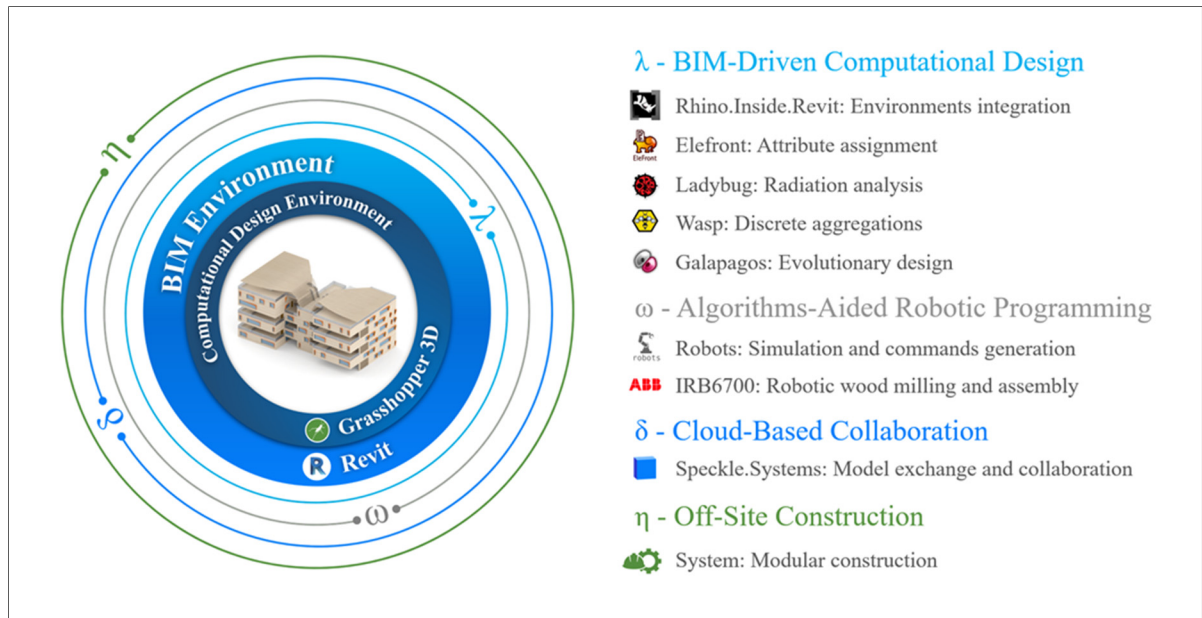 η
BIM Environment
λ
Computational Design Environment
Grasshopper 3D
R Revit
δ
ω
λ - BIM-Driven Computational Design
Rhino.Inside.Revit: Environments integration
EleFront
Elefront: Attribute assignment
Ladybug: Radiation analysis
Wasp: Discrete aggregations
Galapagos: Evolutionary design
ω - Algorithms-Aided Robotic Programming
robots
Robots: Simulation and commands generation
ABB IRB6700: Robotic wood milling and assembly
δ - Cloud-Based Collaboration
Speckle.Systems: Model exchange and collaboration
η - Off-Site Construction
System: Modular construction